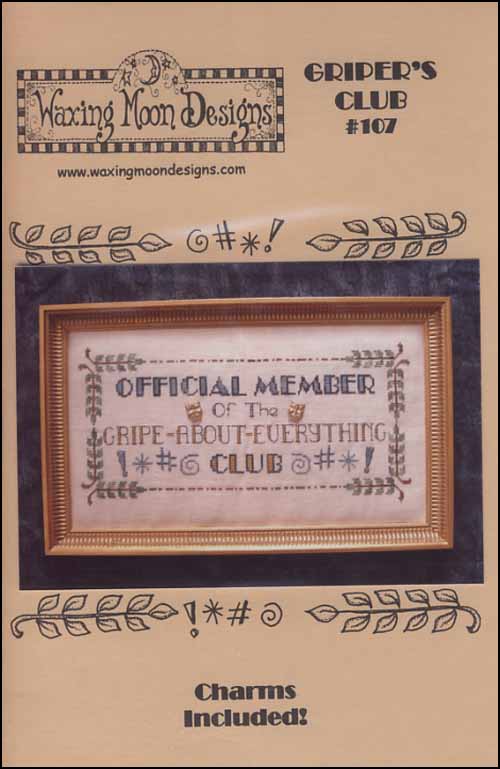 Waxing Moon Designs
www.waxingmoondesigns.com
GRIPER'S
CLUB
#107
@#*!
OFFICIAL MEMBER
Of The
GRIPE-ABOUT-EVERYTHING
!*#@ CLUB @#*!
!*#@
Charms
Included!